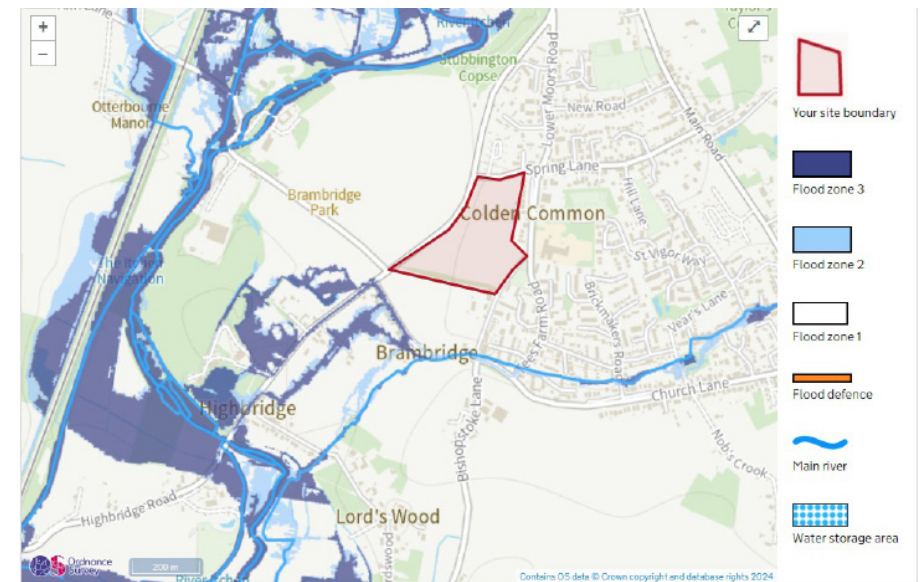 River Itchen
Stubbington
Copse
Lower Moors Road
New Road
Main Road
Otterbourne
Manor
Spring Lane
Brambridge
Park
Colden Common
Hill Lane
St Vigor Way
The Itchen
Navigation
Brickmakers Road
Vear's Lane
Brambridge
Church Lane
Highbridge
Bishopstoke Lane
Nob's Crook
Highbridge Road
Lord's Wood
Ordnance
Survey
200 m
River Itchen
Contains OS data © Crown copyright and database rights 2024
+
−
Your site boundary
Flood zone 3
Flood zone 2
Flood zone 1
Flood defence
Main river
Water storage area